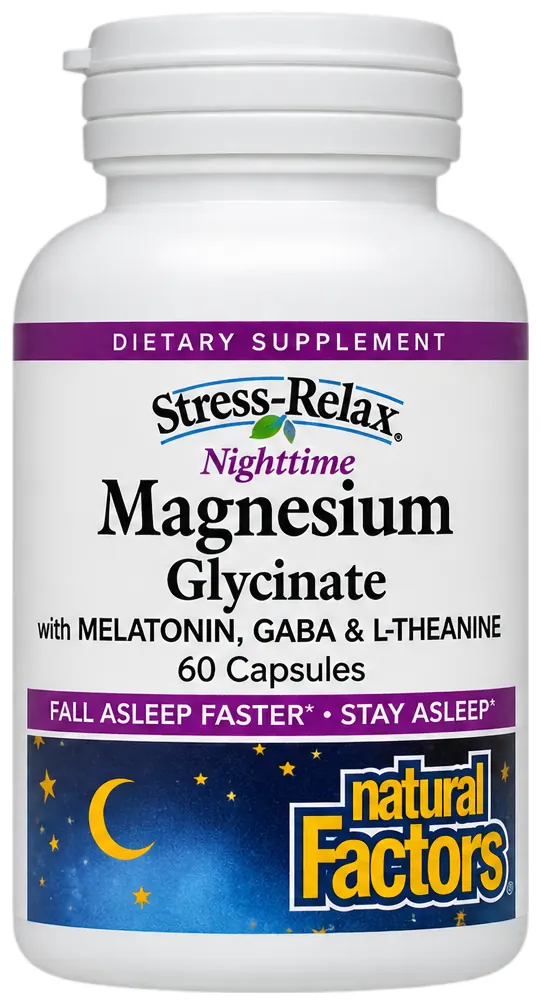 DIETARY SUPPLEMENT
Stress-Relax®
Nighttime
Magnesium
Glycinate
with MELATONIN, GABA & L-THEANINE
60 Capsules
FALL ASLEEP FASTER* • STAY ASLEEP*
natural
Factors®